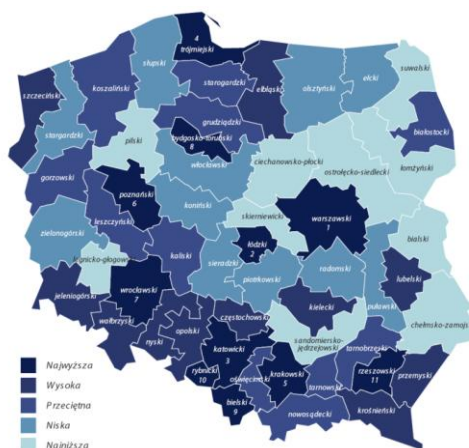 4
trójmiejski
słupski
koszaliński
szczeciński
starogardzki
elbląski
olsztyński
ełcki
suwalski
stargardzki
pilski
grudziądzki
bydgosko-toruński
8
białostocki
włocławski
ciechanowsko-płocki
ostrołęcko-siedlecki
łomżyński
gorzowski
poznański
6
koniński
skierniewicki
warszawski
1
bialski
zielonogórski
leszczyński
kaliski
łódzki
2
sieradzki
piotrkowski
radomski
lubelski
puławski
legnicko-głogowski
wrocławski
7
jeleniogórski
wałbrzyski
nyski
opolski
częstochowski
kielecki
chełmsko-zamojski
sandomiersko-
jędrzejowski
tarnobrzeski
katowicki
3
rybnicki
10
oświęcimski
krakowski
5
tarnowski
rzeszowski
11
przemyski
bielski
9
nowosądecki
krośnieński
Najwyższa
Wysoka
Przeciętna
Niska
Najniższa